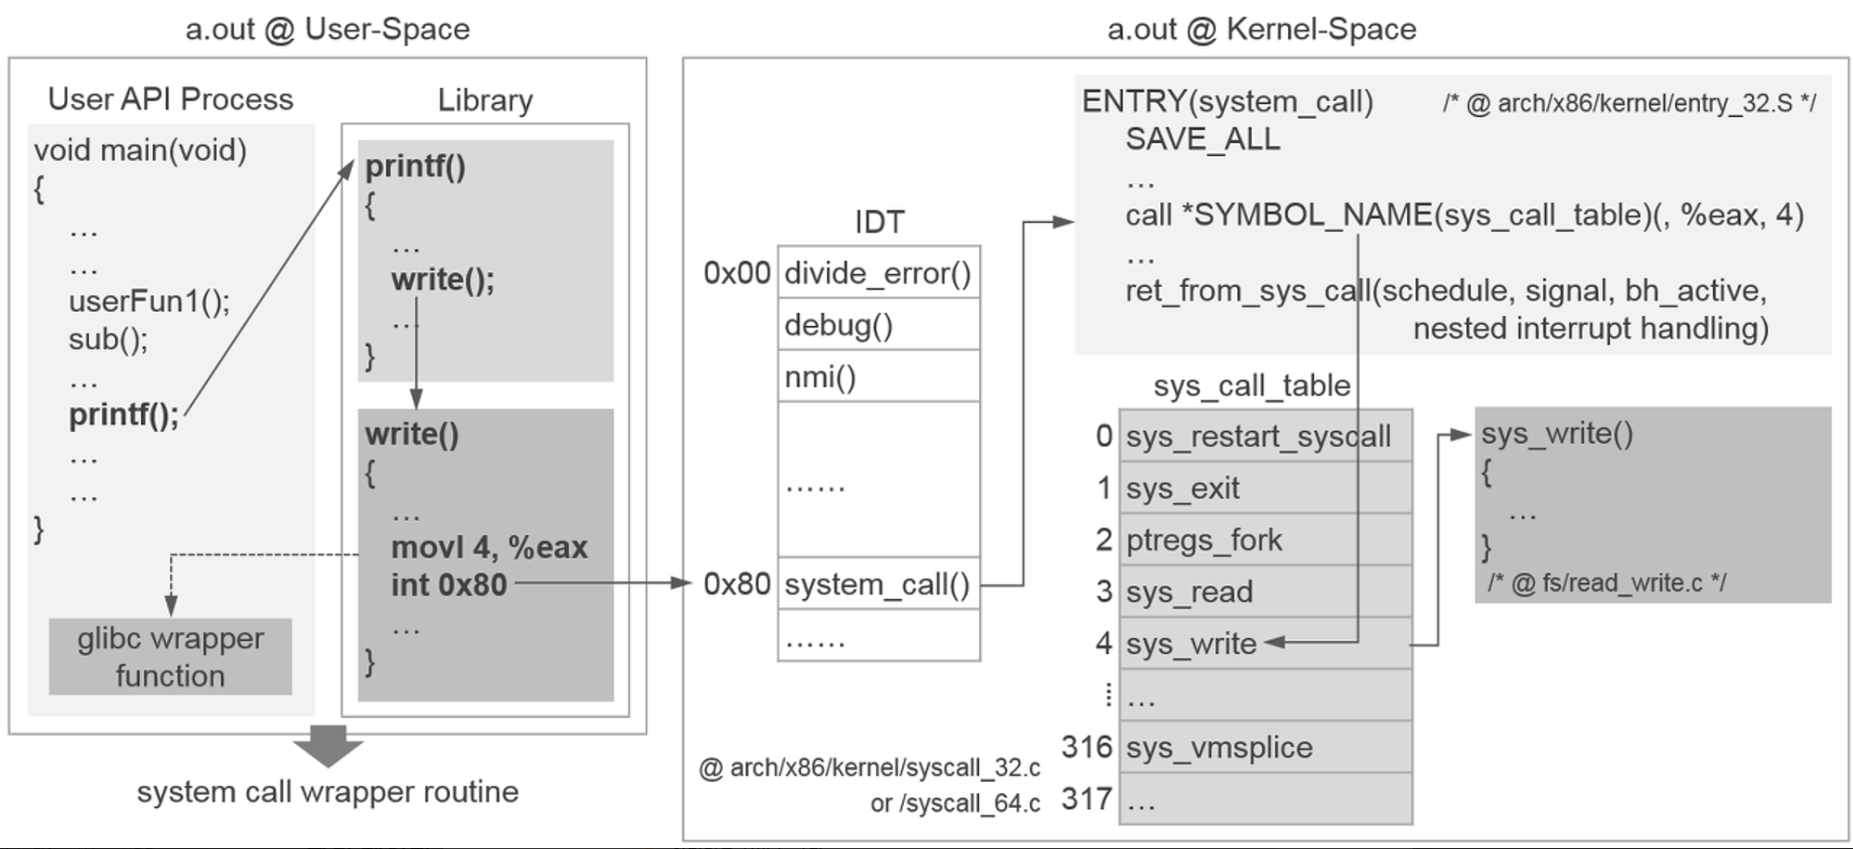 a.out @ User-Space
User API Process
void main(void)
{
...
...
userFun1();
sub();
...
printf();
...
...
}
glibc wrapper
function
Library
printf()
{
...
write();
...
}
write()
{
...
movl 4, %eax
int 0x80
...
}
system call wrapper routine
a.out @ Kernel-Space
IDT
0x00 divide_error()
debug()
nmi()
......
0x80 system_call()
......
ENTRY(system_call) /* @ arch/x86/kernel/entry_32.S */
SAVE_ALL
...
call *SYMBOL_NAME(sys_call_table)(, %eax, 4)
...
ret_from_sys_call(schedule, signal, bh_active,
nested interrupt handling)
sys_call_table
0 sys_restart_syscall
1 sys_exit
2 ptregs_fork
3 sys_read
4 sys_write
...
316 sys_vmsplice
317 ...
@ arch/x86/kernel/syscall_32.c
or /syscall_64.c
sys_write()
{
...
}
/* @ fs/read_write.c */